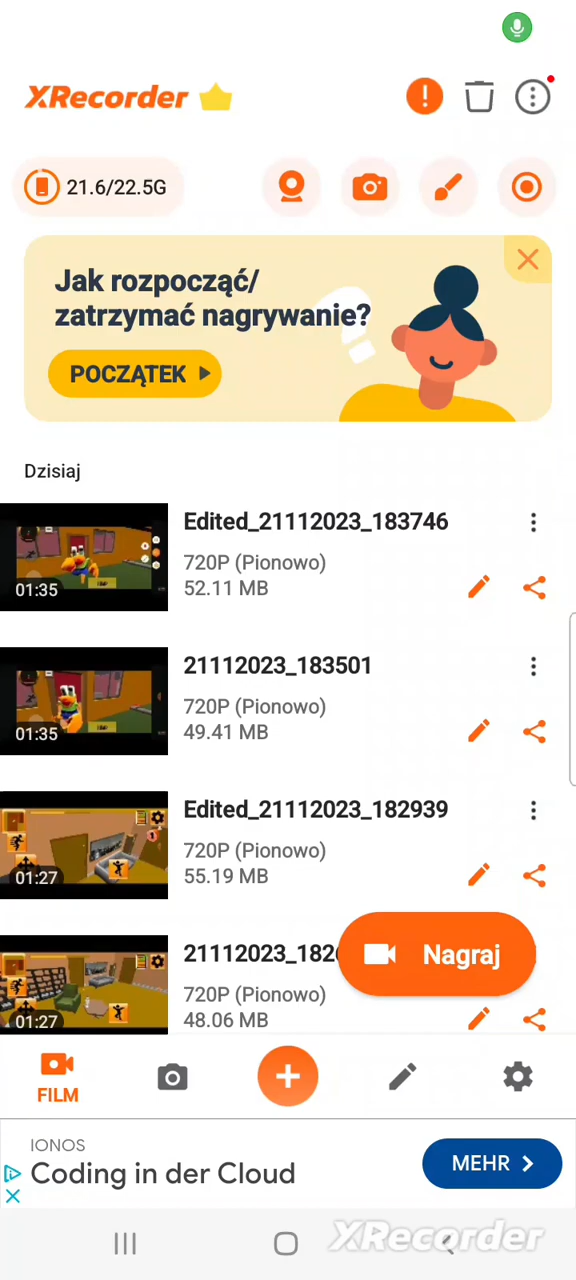 XRecorder
21.6/22.5G
Jak rozpocząć/
zatrzymać nagrywanie?
POCZĄTEK
Dzisiaj
Edited_21112023_183746
720P (Pionowo)
52.11 MB
01:35
21112023_183501
720P (Pionowo)
49.41 MB
01:35
Edited_21112023_182939
720P (Pionowo)
55.19 MB
01:27
21112023_182
720P (Pionowo)
48.06 MB
01:27
Nagraj
FILM
IONOS
Coding in der Cloud
MEHR
XRecorder